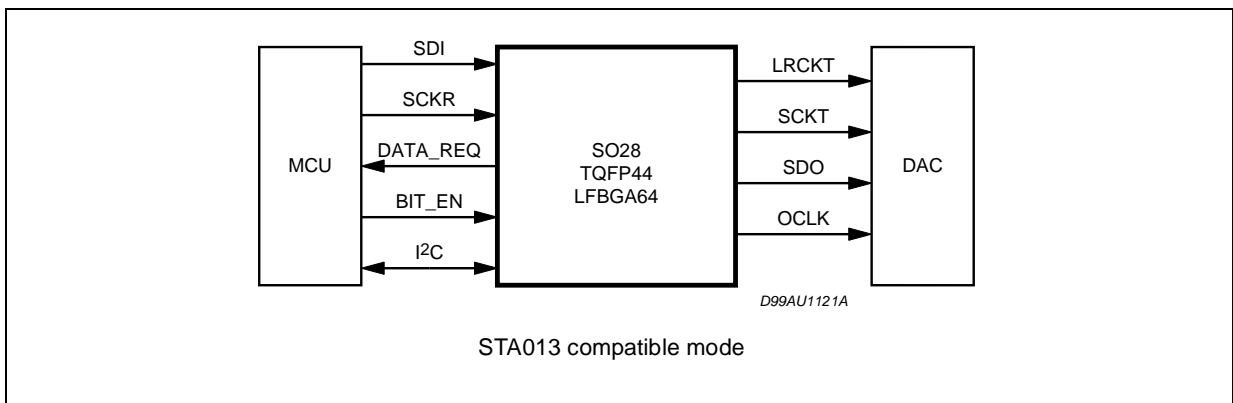 SDI
SCKR
DATA_REQ
BIT_EN
I²C
MCU
SO28
TQFP44
LFBGA64
LRCKT
SCKT
SDO
OCLK
DAC
D99AU1121A
STA013 compatible mode